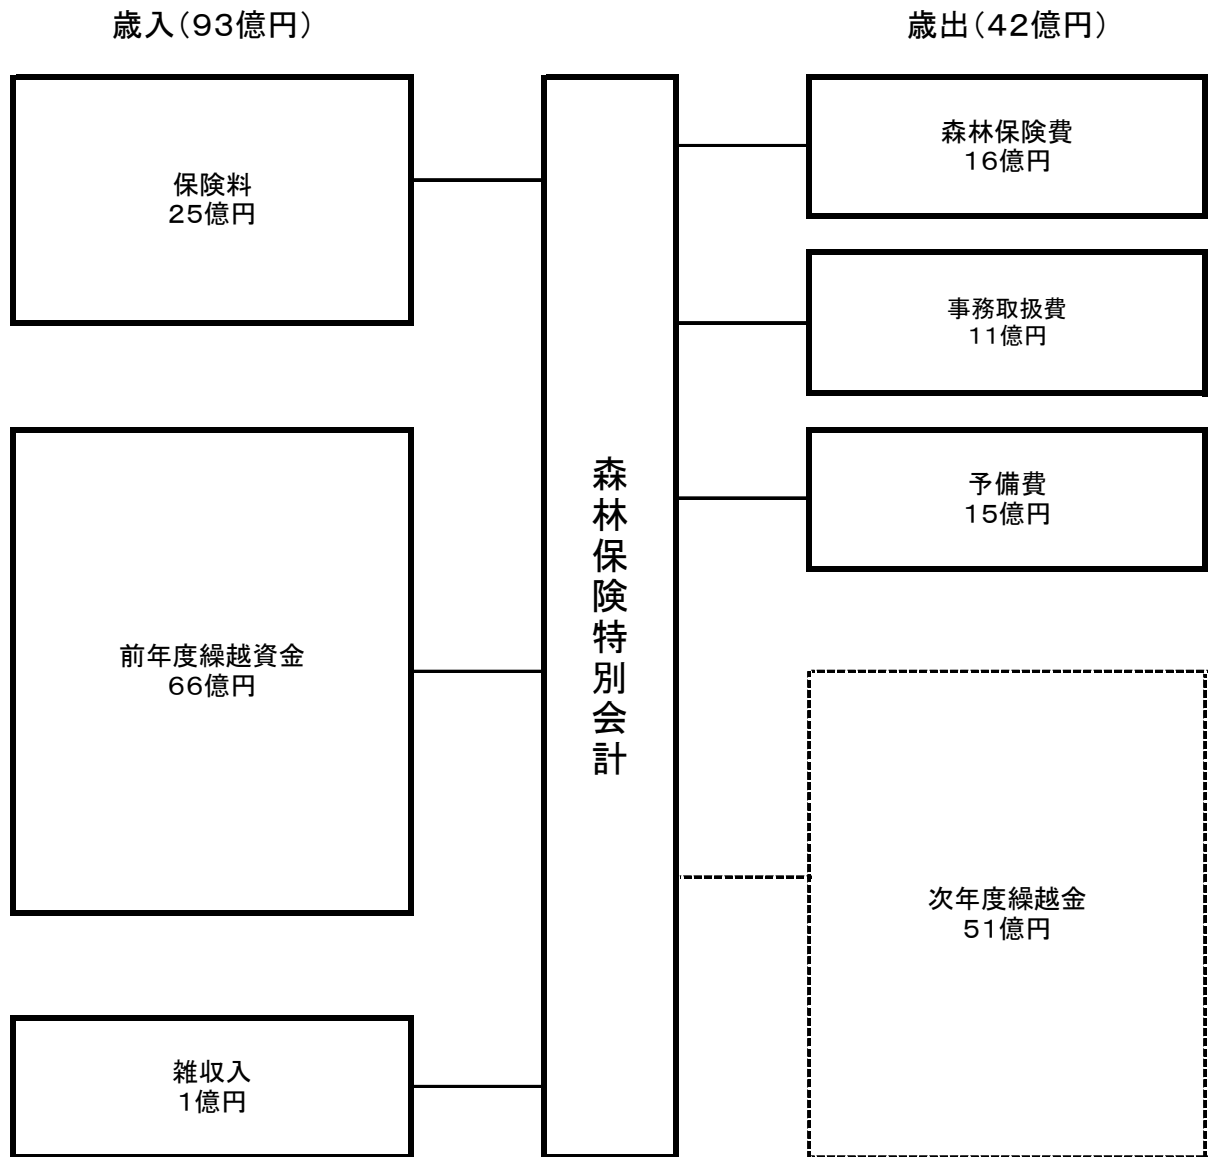 歳入(93億円)
歳出(42億円)
保険料
25億円
前年度繰越資金
66億円
雑収入
1億円
森林保険特別会計
森林保険費
16億円
事務取扱費
11億円
予備費
15億円
次年度繰越金
51億円